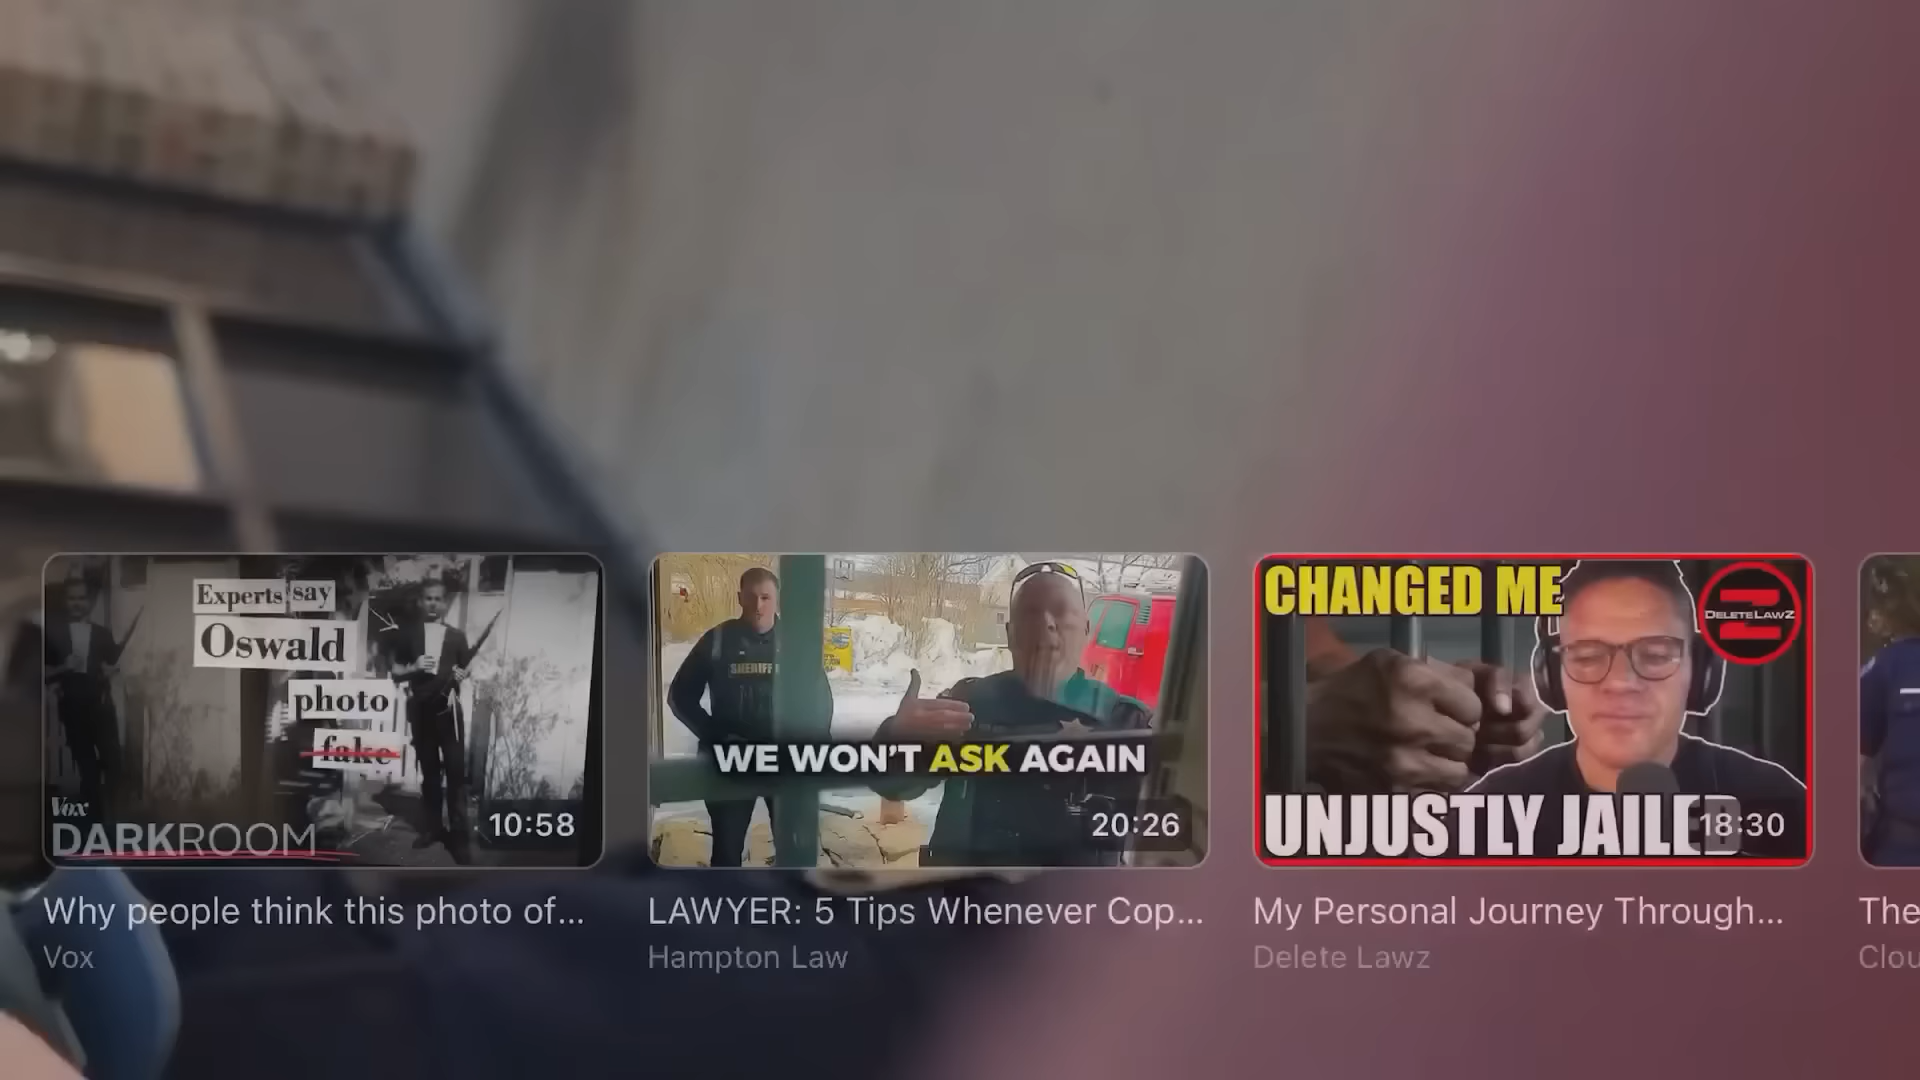 Experts say
Oswald
photo
fake
Vox
DARKROOM
10:58
Why people think this photo of...
Vox
SHERIFF
WE WON'T ASK AGAIN
20:26
LAWYER: 5 Tips Whenever Cop...
Hampton Law
CHANGED ME
DELETELAWZ
UNJUSTLY JAILED
18:30
My Personal Journey Through...
Delete Lawz
The
Clou